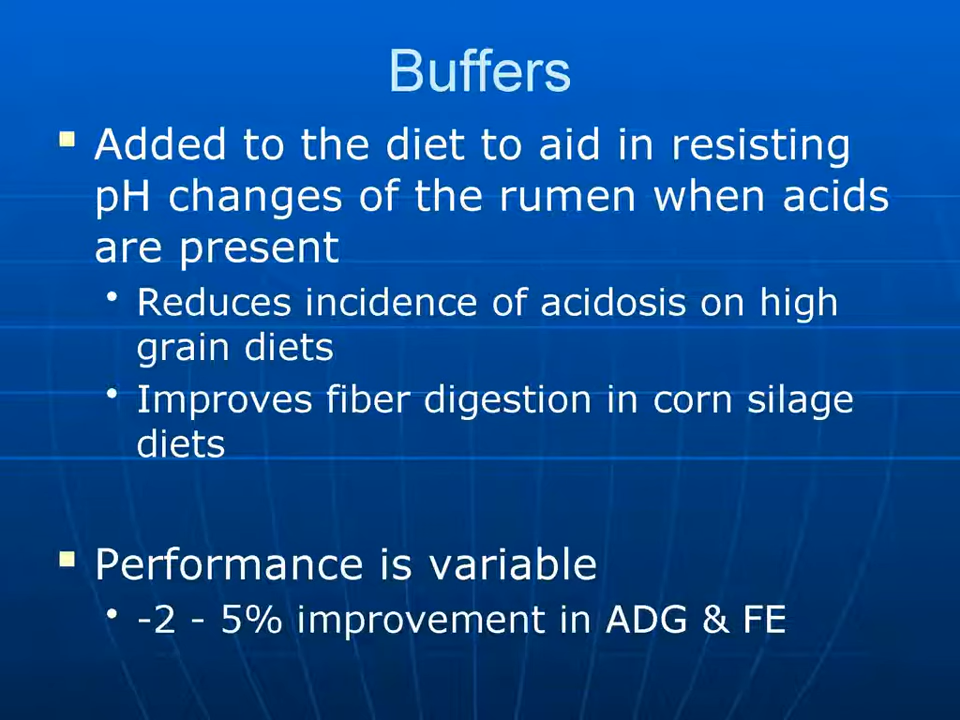 Buffers
Added to the diet to aid in resisting
pH changes of the rumen when acids
are present
Reduces incidence of acidosis on high
grain diets
Improves fiber digestion in corn silage
diets
Performance is variable
-2 - 5% improvement in ADG & FE